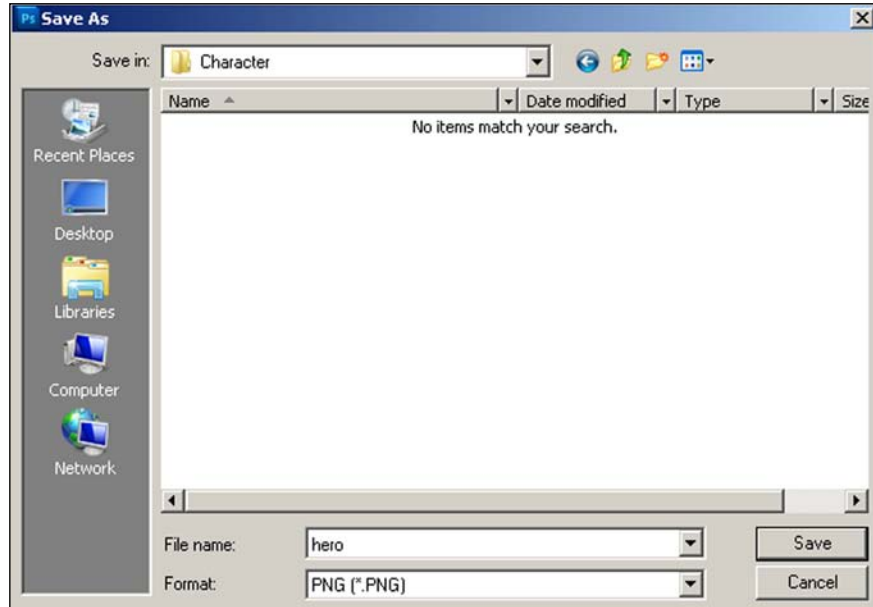 Ps Save As
Save in: Character
Name Date modified Type Size
No items match your search.
Recent Places
Desktop
Libraries
Computer
Network
File name: hero Save
Format: PNG (*.PNG) Cancel